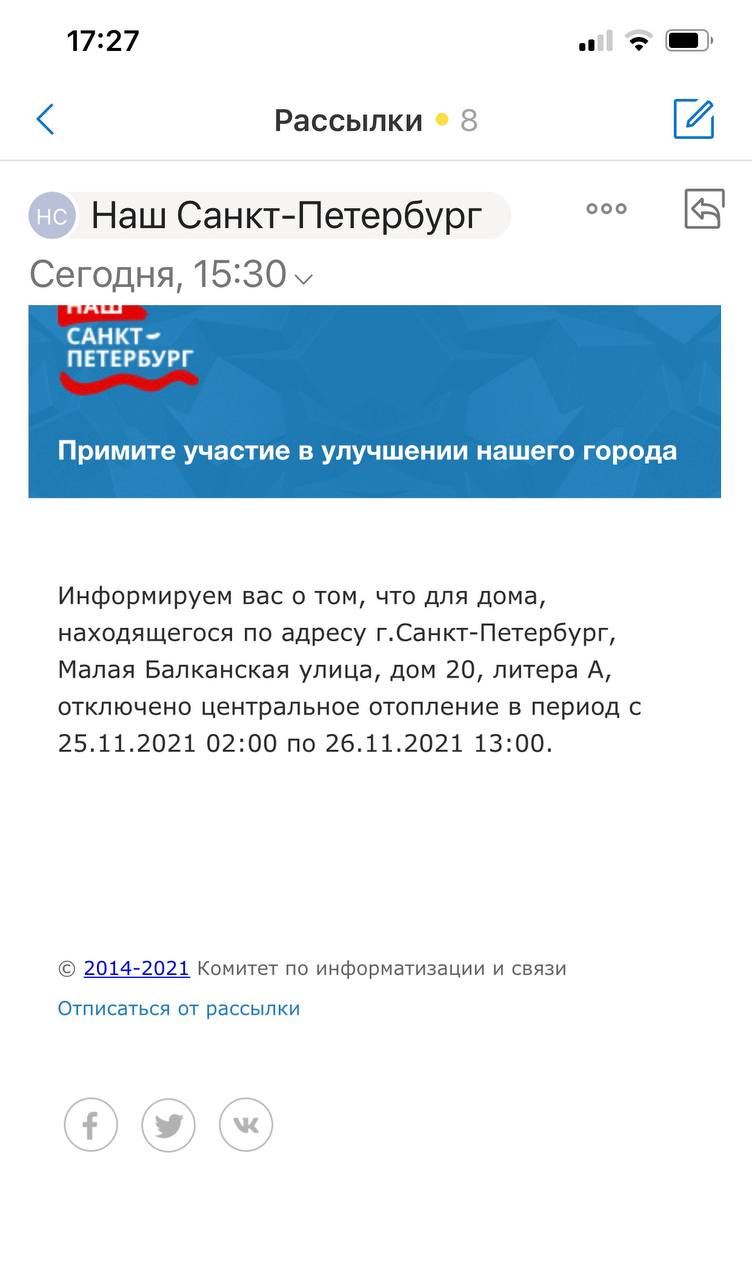 17:27
Рассылки 8
НС Наш Санкт-Петербург
Сегодня, 15:30
НАШ
САНКТ-
ПЕТЕРБУРГ
Примите участие в улучшении нашего города
Информируем вас о том, что для дома,
находящегося по адресу г.Санкт-Петербург,
Малая Балканская улица, дом 20, литера А,
отключено центральное отопление в период с
25.11.2021 02:00 по 26.11.2021 13:00.
© 2014-2021 Комитет по информатизации и связи
Отписаться от рассылки